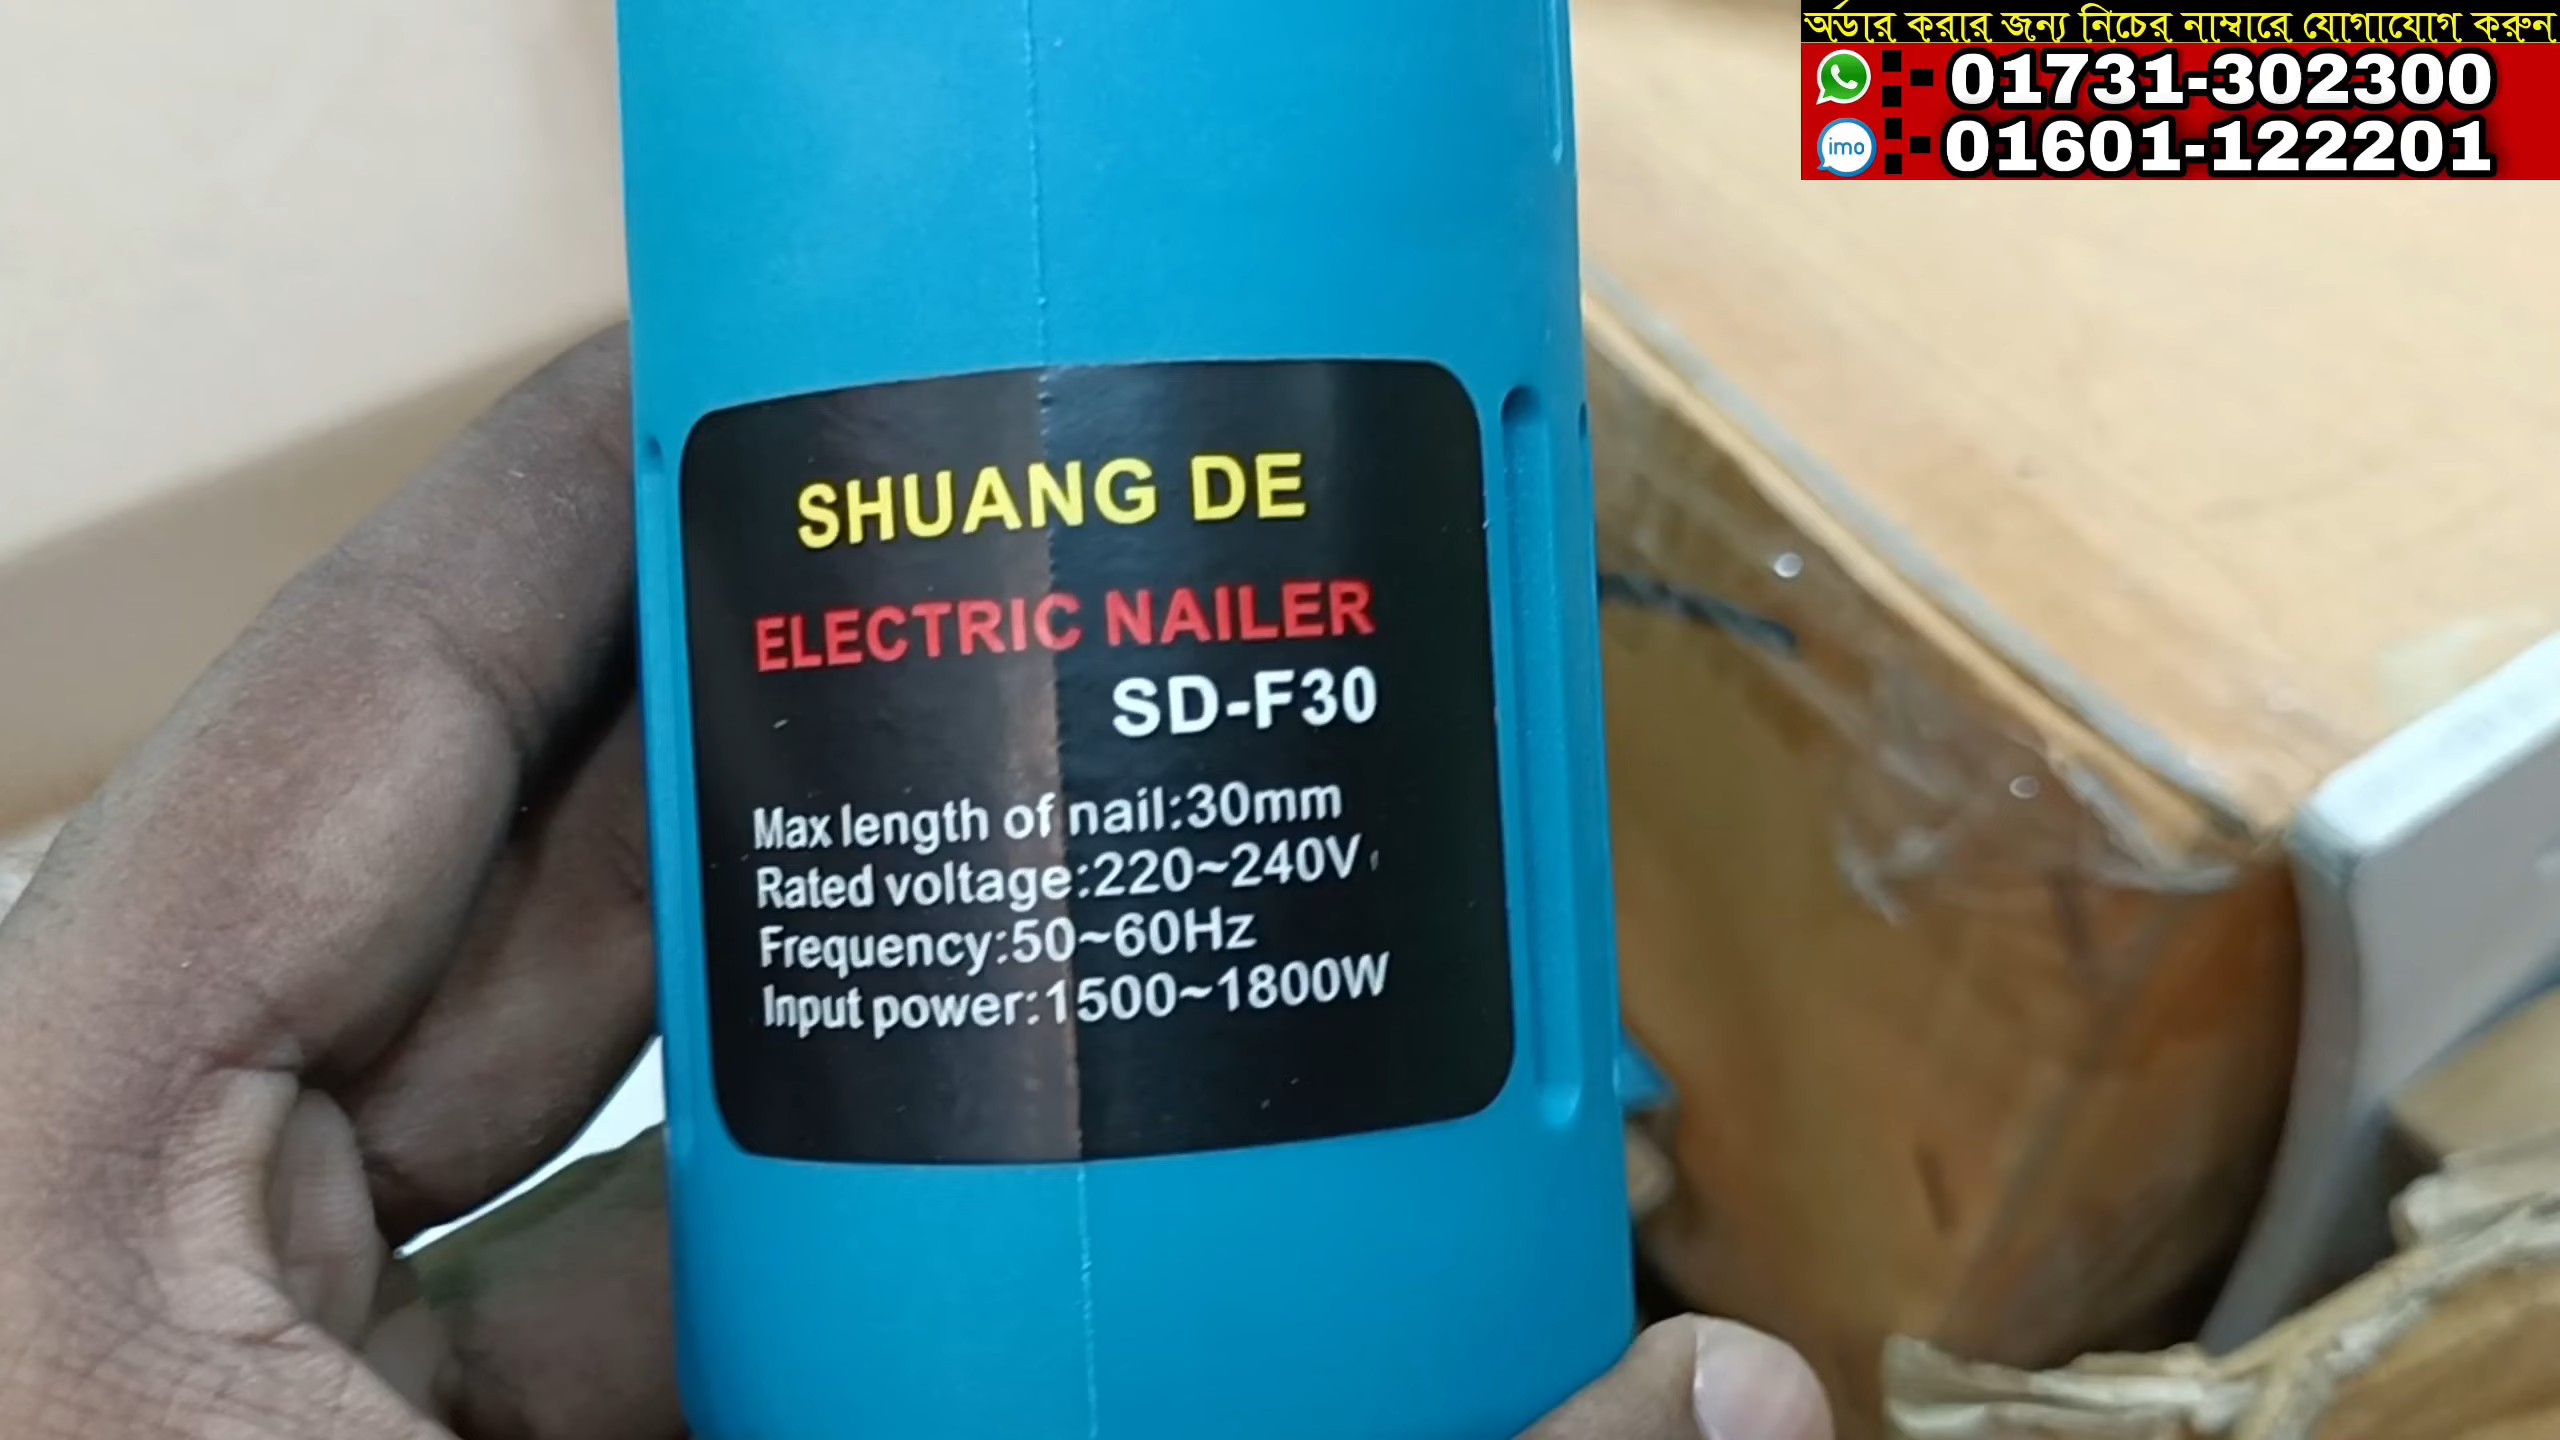 অর্ডার করার জন্য নিচের নাম্বারে যোগাযোগ করুন
:- 01731-302300
imo :- 01601-122201
SHUANG DE
ELECTRIC NAILER
SD-F30
Max length of nail:30mm
Rated voltage:220~240V
Frequency:50~60Hz
Input power:1500~1800W